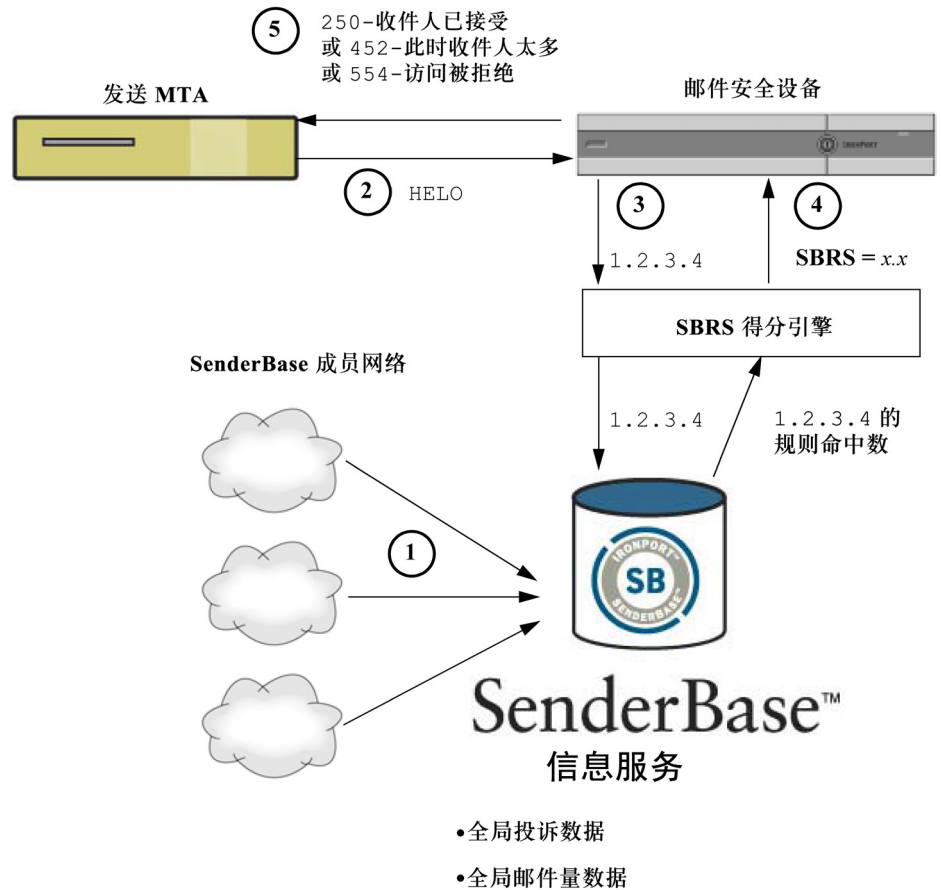 5
250-收件人已接受
或 452-此时收件人太多
或 554-访问被拒绝
发送 MTA
邮件安全设备
IRONPORT
2
HELO
3
4
1.2.3.4
SBRS = x.x
SBRS 得分引擎
SenderBase 成员网络
1.2.3.4
1.2.3.4 的
规则命中数
1
IRONPORT™
SB
SENDERBASE™
SenderBase™
信息服务
•全局投诉数据
•全局邮件量数据